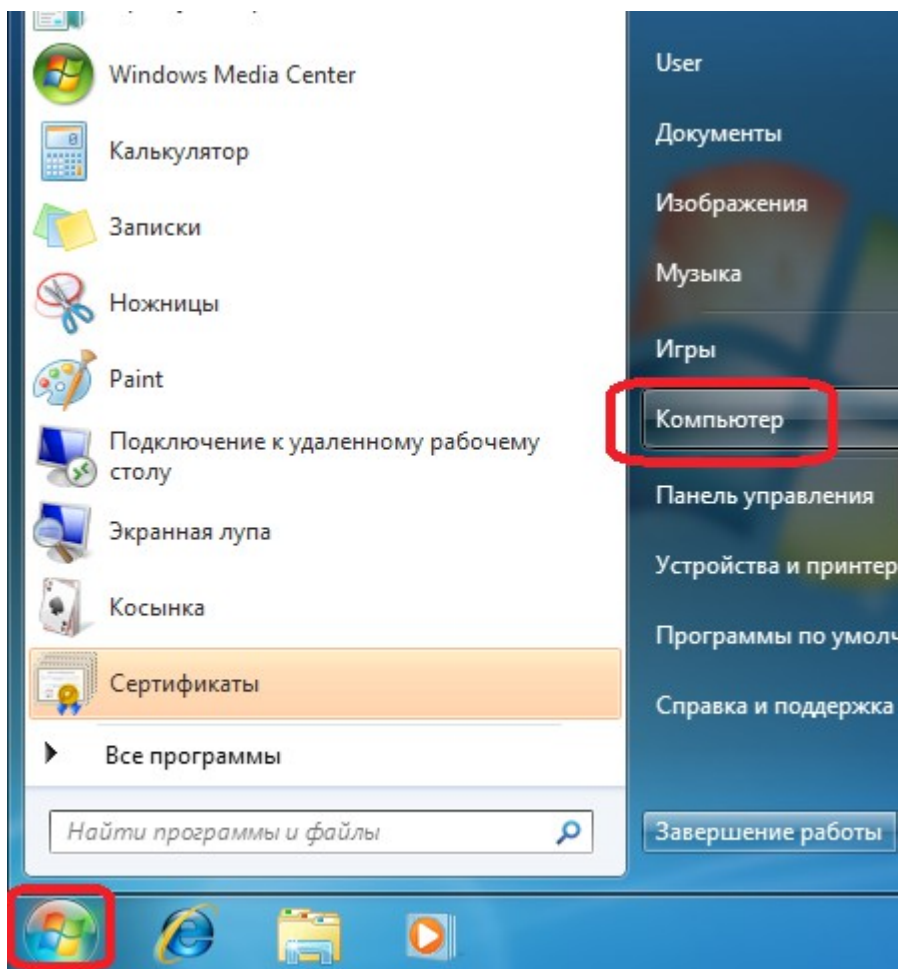 Windows Media Center
Калькулятор
Записки
Ножницы
Paint
Подключение к удаленному рабочему
столу
Экранная лупа
Косынка
Сертификаты
Все программы
Найти программы и файлы
User
Документы
Изображения
Музыка
Игры
Компьютер
Панель управления
Устройства и принтер
Программы по умолч
Справка и поддержка
Завершение работы